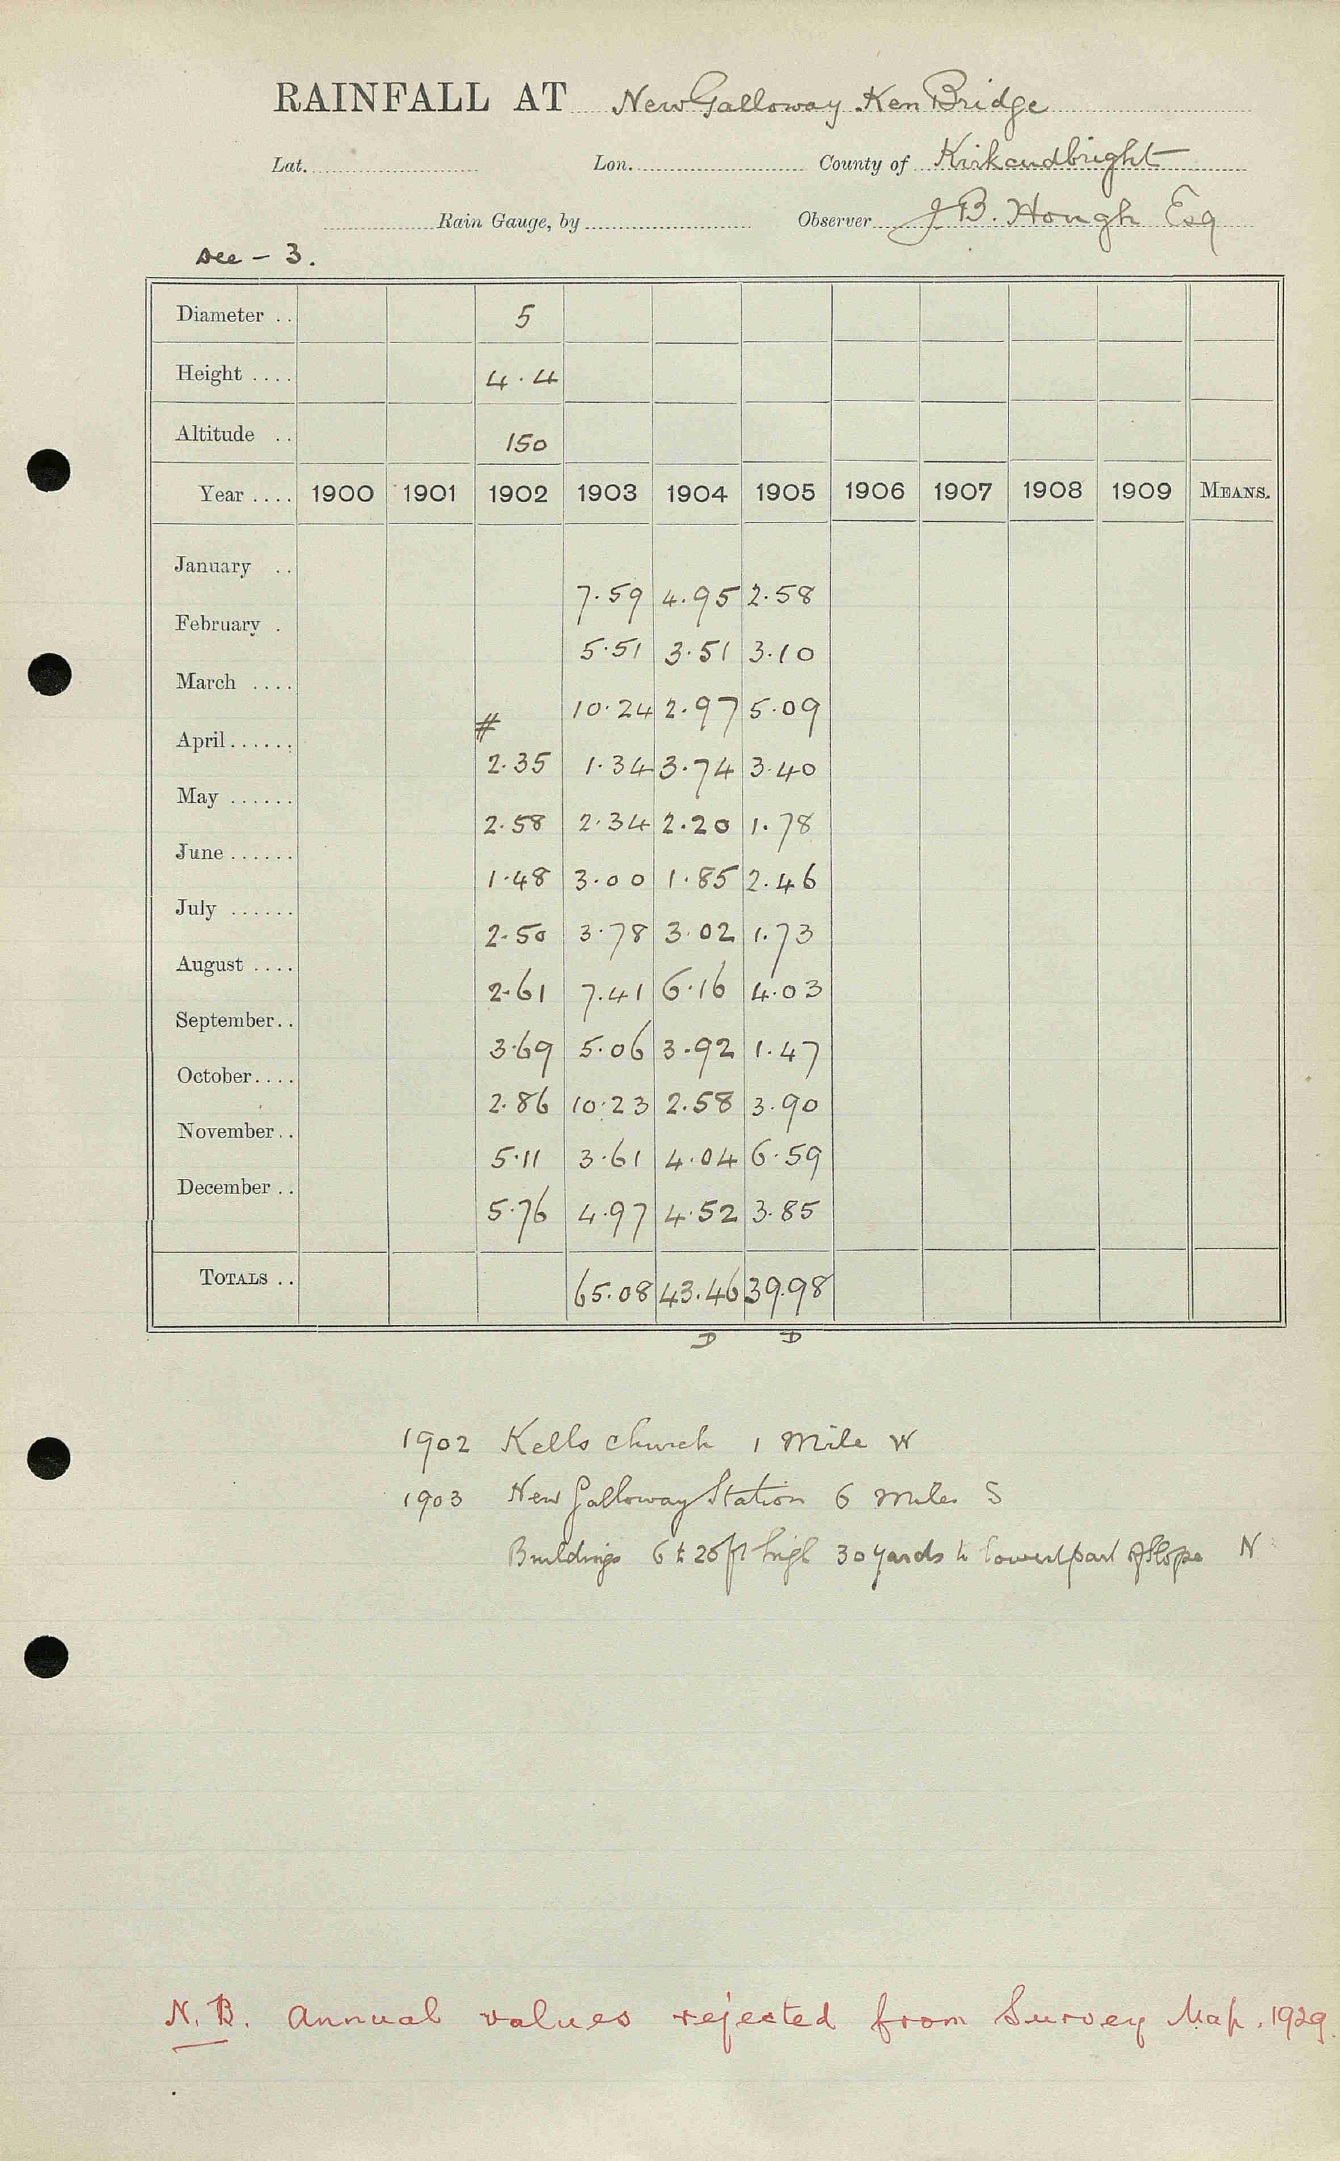 RAINFALL AT New Galloway Ken Bridge
Lat. Lon. County of Kirkcudbright
Rain Gauge, by Observer J B. Hough Esq
Dec - 3.
Diameter .. 5
Height .... 4.4
Altitude .. 150
Year .... 1900 1901 1902 1903 1904 1905 1906 1907 1908 1909 MEANS.
January .. 7.59 4.95 2.58
February . 5.51 3.51 3.10
March .... 10.24 2.97 5.09
#
April...... 2.35 1.34 3.74 3.40
May ...... 2.58 2.34 2.20 1.78
June...... 1.48 3.00 1.85 2.46
July ...... 2.50 3.78 3.02 1.73
August .... 2.61 7.41 6.16 4.03
September.. 3.69 5.06 3.92 1.47
October.... 2.86 10.23 2.58 3.90
November.. 5.11 3.61 4.04 6.59
December .. 5.76 4.97 4.52 3.85
TOTALS .. 65.08 43.46 39.98
D D
1902 Kells church 1 Mile W
1903 New Galloway Station 6 miles S
Buildings 6 to 20 ft high 30 yards to lowest part of slope N
N.B. Annual values rejected from Survey Map. 1929.